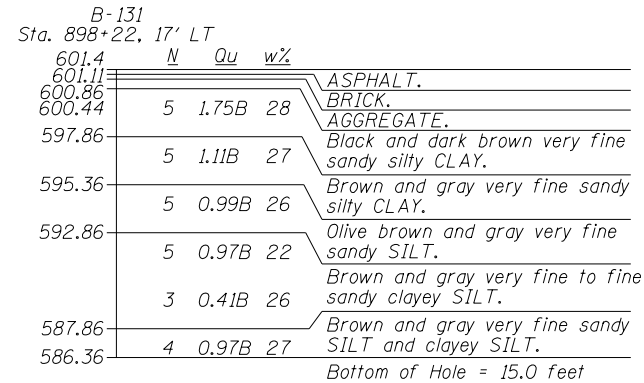 B-131
Sta. 898+22, 17' LT
601.4 N Qu w%
601.11 ASPHALT.
600.86 BRICK.
600.44 5 1.75B 28 AGGREGATE.
597.86 Black and dark brown very fine
5 1.11B 27 sandy silty CLAY.
595.36 Brown and gray very fine sandy
5 0.99B 26 silty CLAY.
592.86 Olive brown and gray very fine
5 0.97B 22 sandy SILT.
Brown and gray very fine to fine
3 0.41B 26 sandy clayey SILT.
587.86 Brown and gray very fine sandy
4 0.97B 27 SILT and clayey SILT.
586.36
Bottom of Hole = 15.0 feet